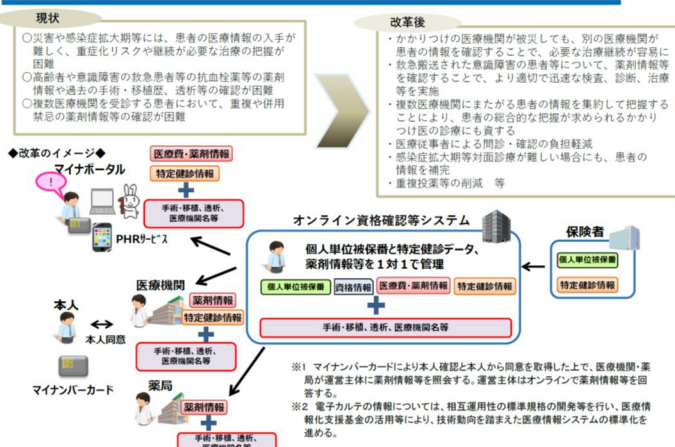 現状
○災害や感染症拡大期等には、患者の医療情報の入手が
難しく、重症化リスクや継続が必要な治療の把握が
困難
○高齢者や意識障害の救急患者等の抗血栓薬等の薬剤
情報や過去の手術・移植歴、透析等の確認が困難
○複数医療機関を受診する患者において、重複や併用
禁忌の薬剤情報等の確認が困難
改革後
・かかりつけの医療機関が被災しても、別の医療機関が
患者の情報を確認することで、必要な治療継続が容易に
・救急搬送された意識障害の患者等について、薬剤情報等
を確認することで、より適切で迅速な検査、診断、治療
等を実施
・複数医療機関にまたがる患者の情報を集約して把握する
ことにより、患者の総合的な把握が求められるかかり
つけ医の診療にも資する
・医療従事者による問診・確認の負担軽減
・感染症拡大期等対面診療が難しい場合にも、患者の
情報を補完
・重複投薬等の削減 等
◆改革のイメージ◆
マイナポータル
！
PHRサービス
医療費・薬剤情報
特定健診情報
手術・移植、透析、
医療機関名等
オンライン資格確認等システム
個人単位被保番と特定健診データ、
薬剤情報等を１対１で管理
個人単位被保番
資格情報
医療費・薬剤情報
特定健診情報
手術・移植、透析、医療機関名等
保険者
個人単位被保番
特定健診情報
医療機関
薬剤情報
特定健診情報
手術・移植、透析、
医療機関名等
本人
本人同意
マイナンバーカード
薬局
薬剤情報
手術・移植、透析、
医療機関名等
※１ マイナンバーカードにより本人確認と本人から同意を取得した上で、医療機関・薬
局が運営主体に薬剤情報等を照会する。運営主体はオンラインで薬剤情報等を回
答する。
※２ 電子カルテの情報については、相互運用性の標準規格の開発等を行い、医療情
報化支援基金の活用等により、技術動向を踏まえた医療情報システムの標準化を
進める。